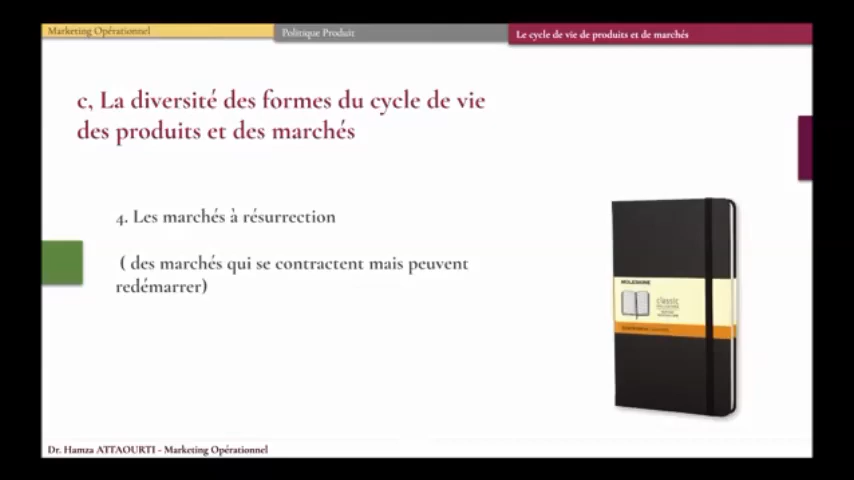 Marketing Opérationnel
Politique Produit
Le cycle de vie de produits et de marchés
c, La diversité des formes du cycle de vie
des produits et des marchés
4. Les marchés à résurrection
( des marchés qui se contractent mais peuvent
redémarrer)
MOLESKINE
classic
Dr. Hamza ATTAOURTI - Marketing Opérationnel